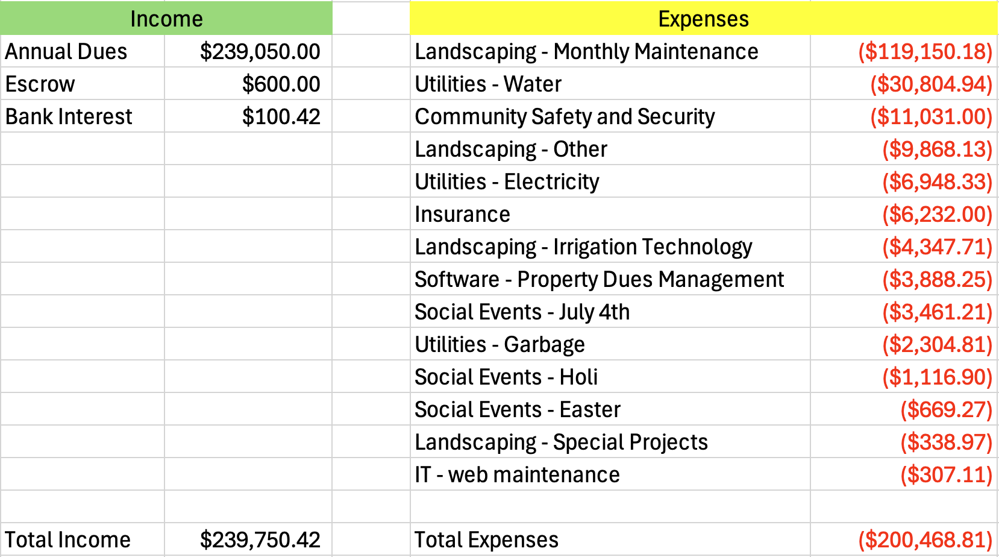 Income Expenses
Annual Dues $239,050.00 Landscaping - Monthly Maintenance ($119,150.18)
Escrow $600.00 Utilities - Water ($30,804.94)
Bank Interest $100.42 Community Safety and Security ($11,031.00)
Landscaping - Other ($9,868.13)
Utilities - Electricity ($6,948.33)
Insurance ($6,232.00)
Landscaping - Irrigation Technology ($4,347.71)
Software - Property Dues Management ($3,888.25)
Social Events - July 4th ($3,461.21)
Utilities - Garbage ($2,304.81)
Social Events - Holi ($1,116.90)
Social Events - Easter ($669.27)
Landscaping - Special Projects ($338.97)
IT - web maintenance ($307.11)
Total Income $239,750.42 Total Expenses ($200,468.81)